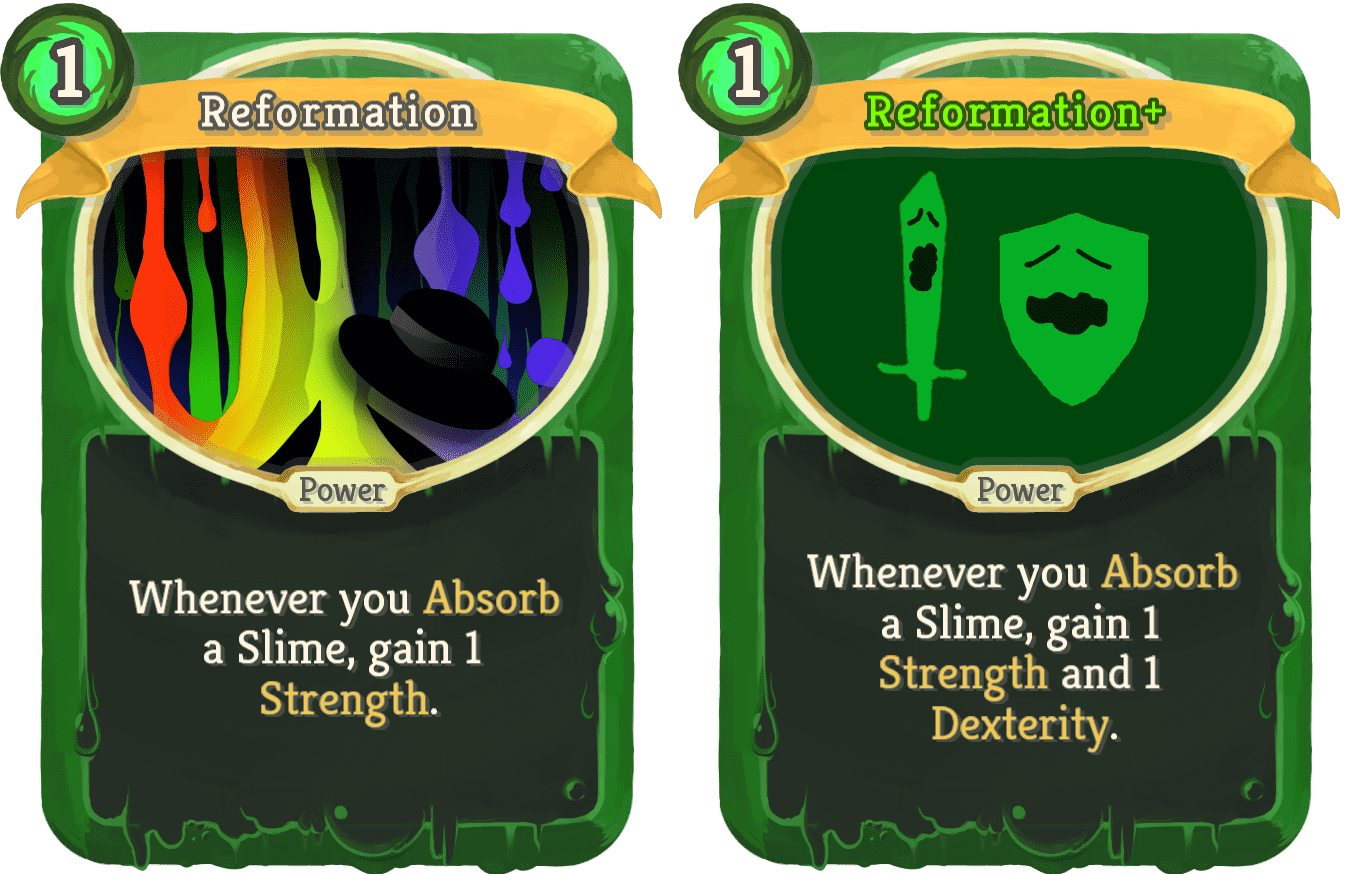 1
Reformation
Power
Whenever you Absorb
a Slime, gain 1
Strength.
1
Reformation+
Power
Whenever you Absorb
a Slime, gain 1
Strength and 1
Dexterity.